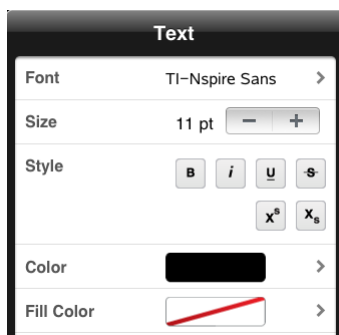 Text
Font TI-Nspire Sans >
Size 11 pt − +
Style B i U S
Xˢ Xₛ
Color >
Fill Color >